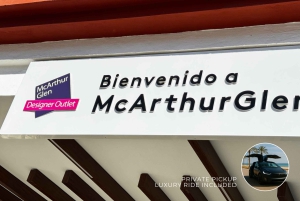 McArthur
Glen
Designer Outlet
Bienvenido a
McArthurGlen
PRIVATE PICKUP
LUXURY RIDE INCLUDED